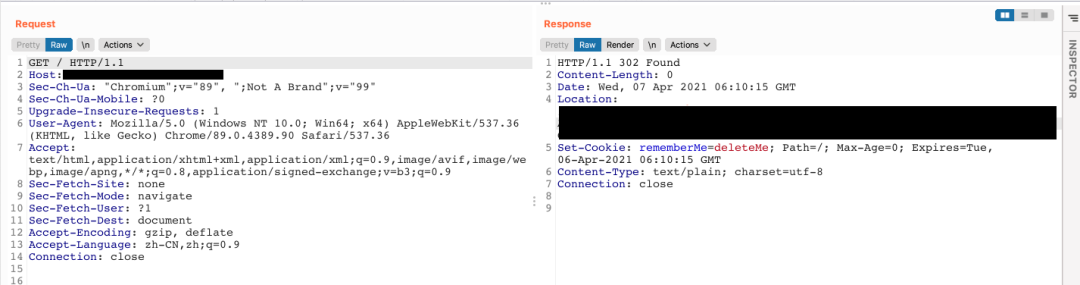 Request
Pretty Raw \n Actions
1 GET / HTTP/1.1
2 Host:
3 Sec-Ch-Ua: "Chromium";v="89", ";Not A Brand";v="99"
4 Sec-Ch-Ua-Mobile: ?0
5 Upgrade-Insecure-Requests: 1
6 User-Agent: Mozilla/5.0 (Windows NT 10.0; Win64; x64) AppleWebKit/537.36
(KHTML, like Gecko) Chrome/89.0.4389.90 Safari/537.36
7 Accept:
text/html,application/xhtml+xml,application/xml;q=0.9,image/avif,image/we
bp,image/apng,*/*;q=0.8,application/signed-exchange;v=b3;q=0.9
8 Sec-Fetch-Site: none
9 Sec-Fetch-Mode: navigate
10 Sec-Fetch-User: ?1
11 Sec-Fetch-Dest: document
12 Accept-Encoding: gzip, deflate
13 Accept-Language: zh-CN,zh;q=0.9
14 Connection: close
15
16
Response
Pretty Raw Render \n Actions
1 HTTP/1.1 302 Found
2 Content-Length: 0
3 Date: Wed, 07 Apr 2021 06:10:15 GMT
4 Location:
5 Set-Cookie: rememberMe=deleteMe; Path=/; Max-Age=0; Expires=Tue,
06-Apr-2021 06:10:15 GMT
6 Content-Type: text/plain; charset=utf-8
7 Connection: close
8
9
INSPECTOR